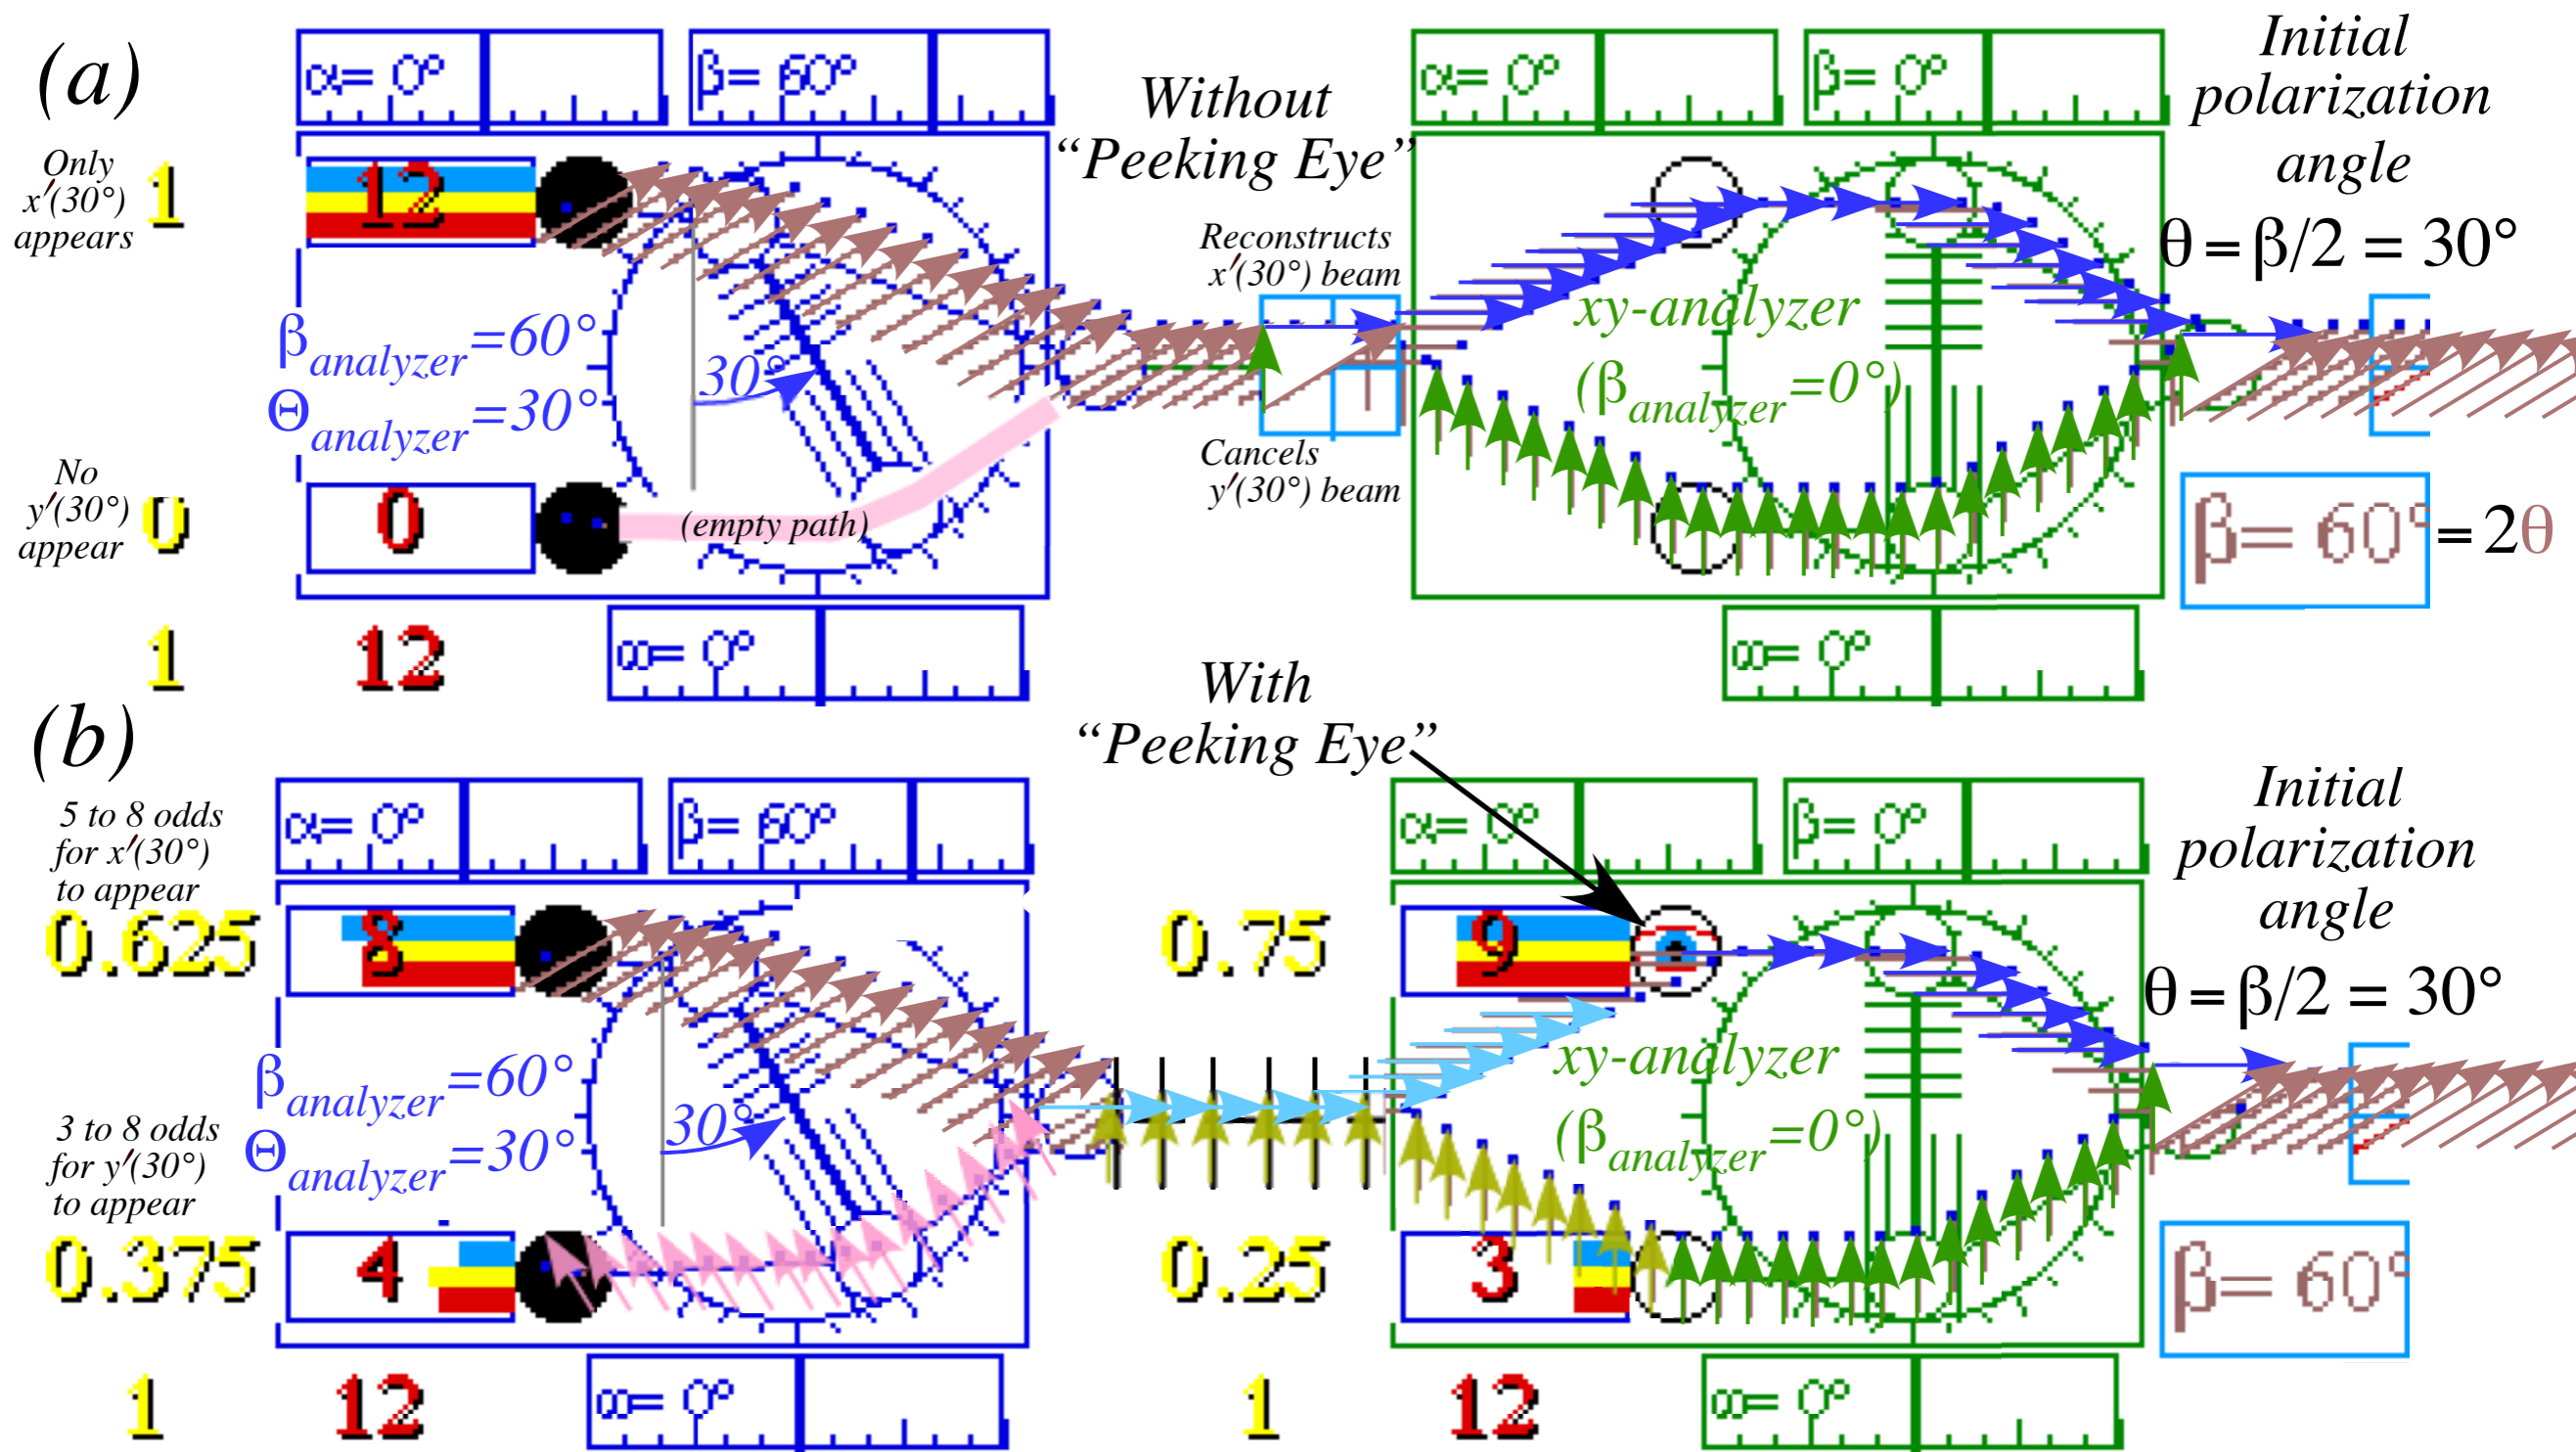 (a)
α= 0°
β= 60°
Without
“Peeking Eye”
α= 0°
β= 0°
Initial
polarization
angle
θ = β/2 = 30°
Only
x′(30°)
appears
1
12
Reconstructs
x′(30°) beam
xy-analyzer
(βanalyzer=0°)
βanalyzer=60°
Θanalyzer=30°
30°
Cancels
y′(30°) beam
No
y′(30°)
appear
0
0
(empty path)
β= 60° = 2θ
1
12
α= 0°
α= 0°
With
“Peeking Eye”
(b)
α= 0°
β= 60°
α= 0°
β= 0°
Initial
polarization
angle
θ = β/2 = 30°
5 to 8 odds
for x′(30°)
to appear
0.625
8
0.75
9
xy-analyzer
(βanalyzer=0°)
βanalyzer=60°
Θanalyzer=30°
30°
3 to 8 odds
for y′(30°)
to appear
0.375
4
0.25
3
β= 60°
1
12
α= 0°
1
12
α= 0°